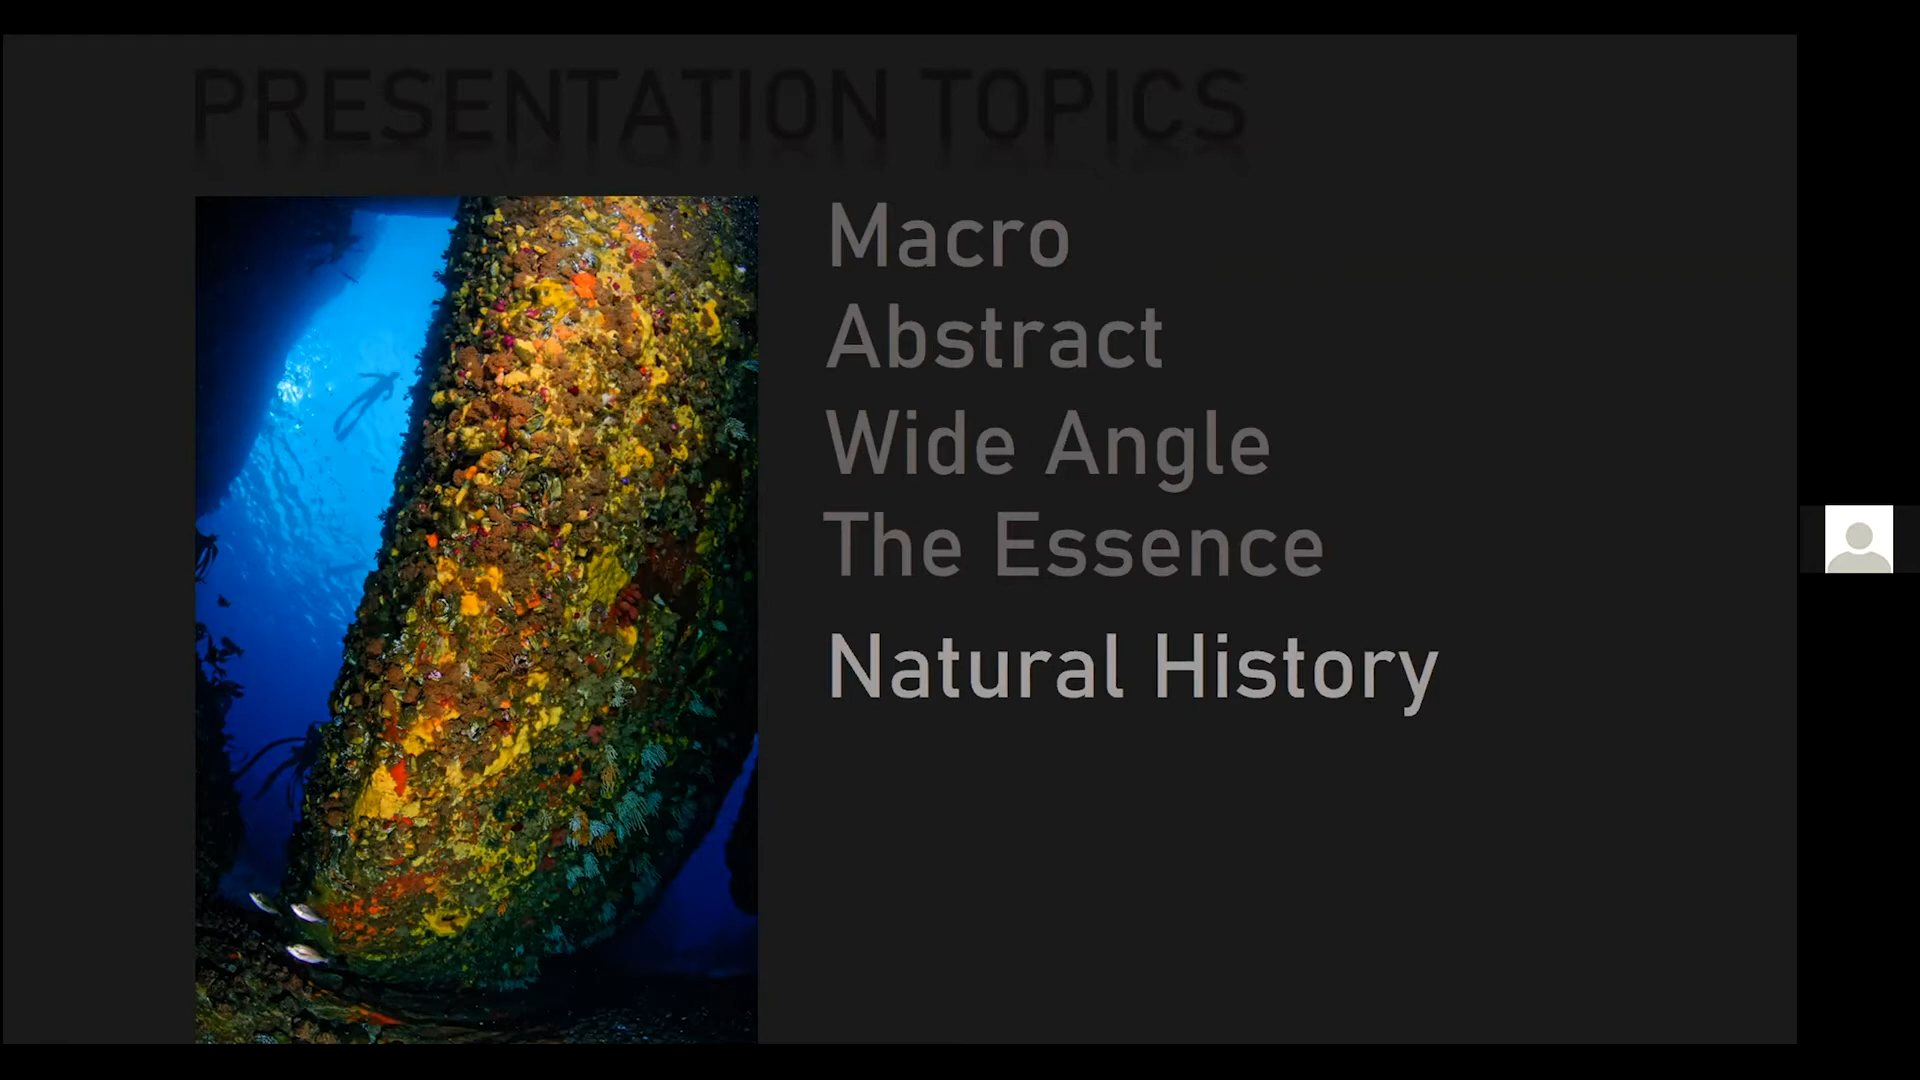 PRESENTATION TOPICS
Macro
Abstract
Wide Angle
The Essence
Natural History